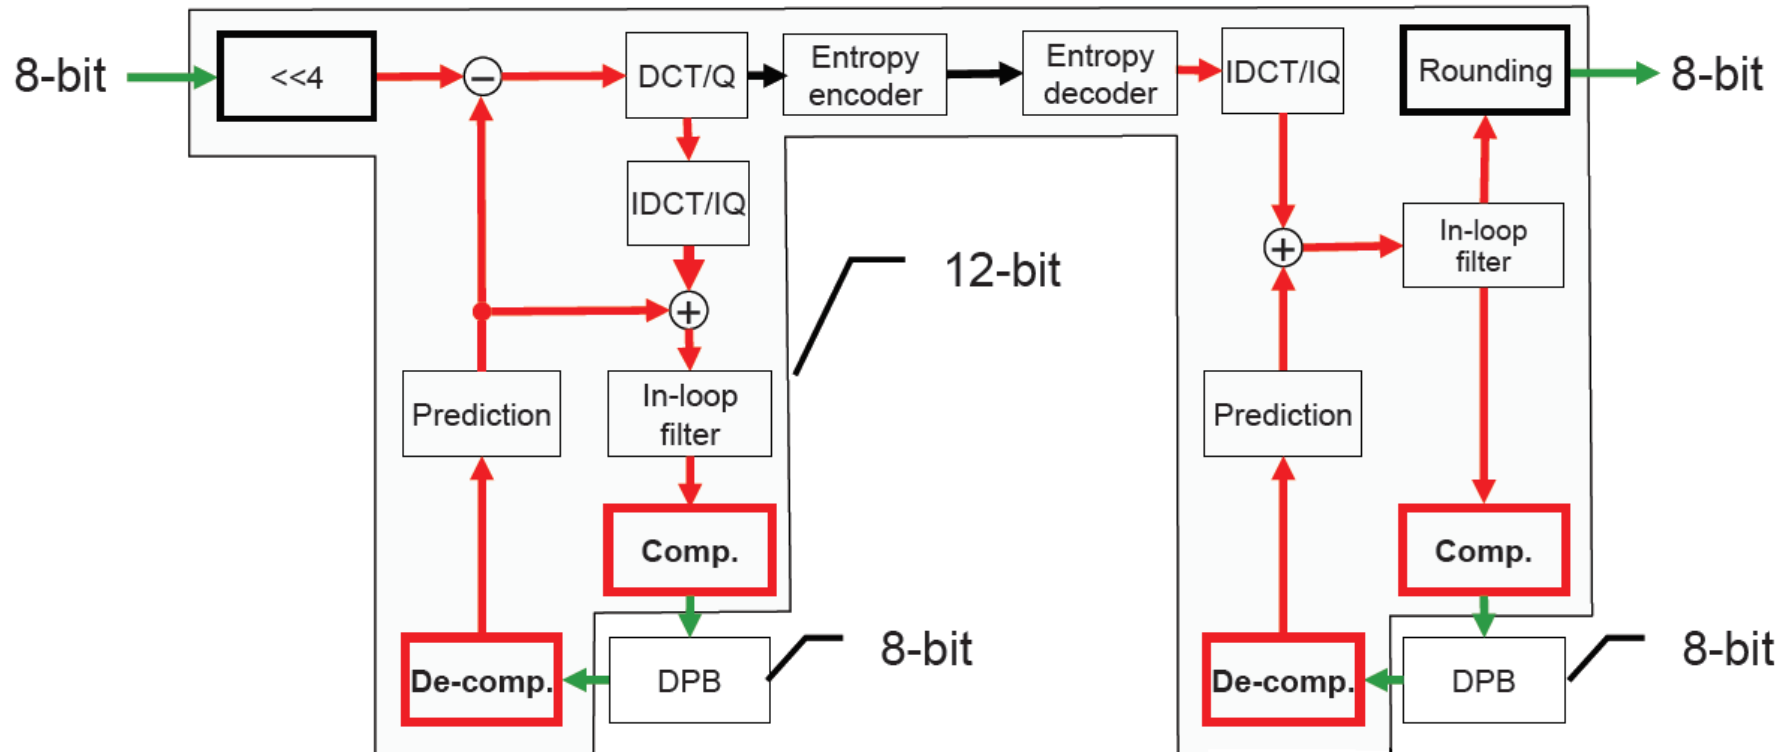 8-bit
<<4
−
DCT/Q
Entropy
encoder
Entropy
decoder
IDCT/IQ
Rounding
8-bit
IDCT/IQ
+
12-bit
+
In-loop
filter
Prediction
In-loop
filter
Prediction
Comp.
Comp.
De-comp.
DPB
8-bit
De-comp.
DPB
8-bit